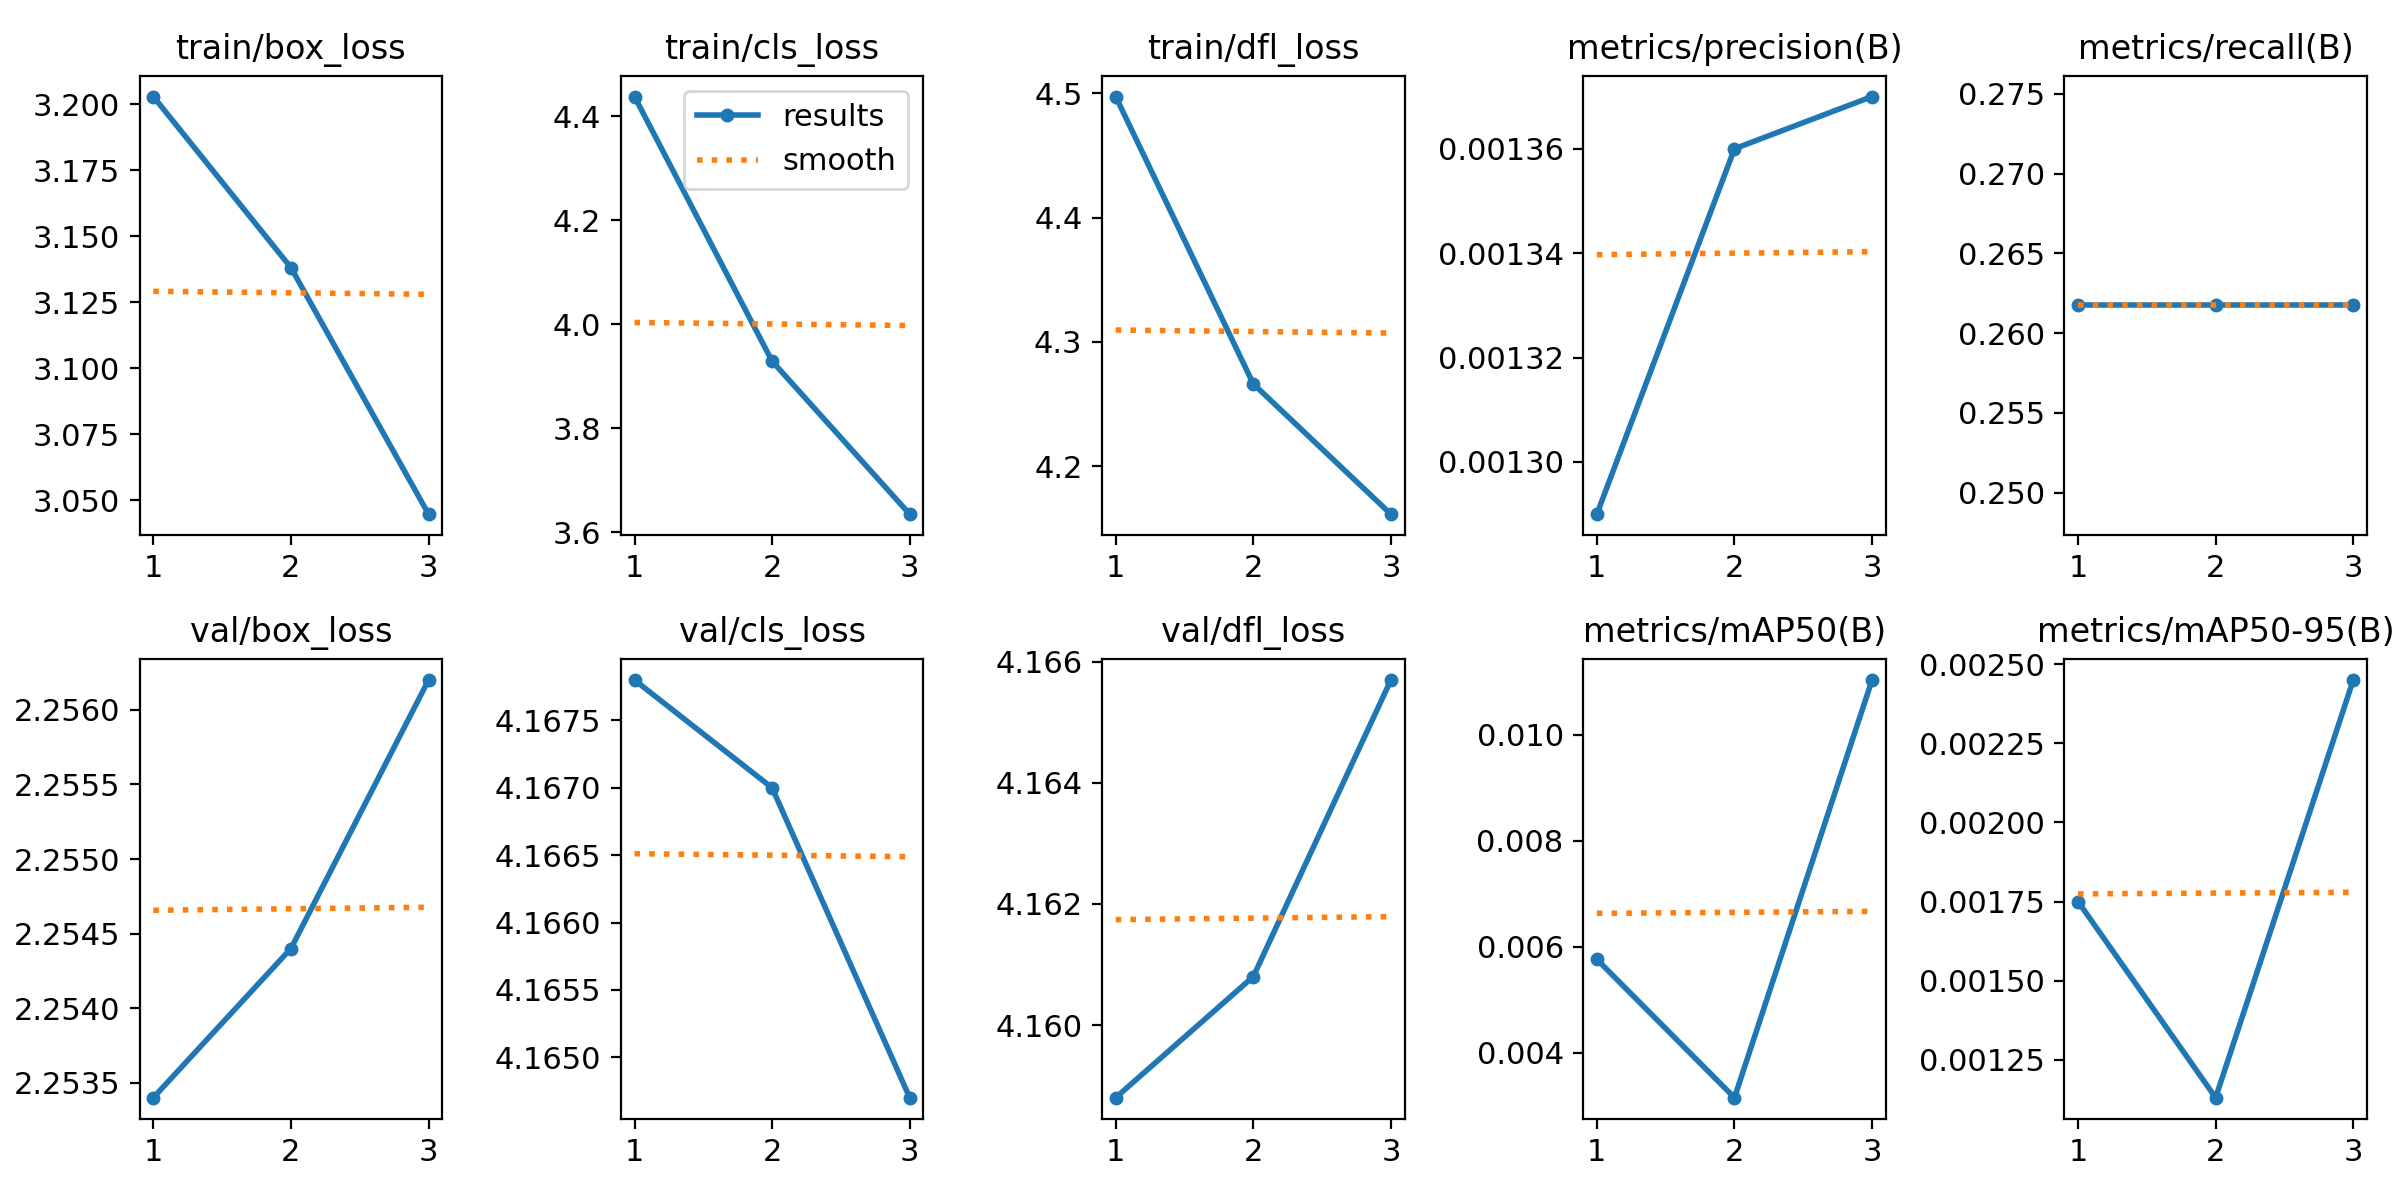 train/box_loss
3.200
3.175
3.150
3.125
3.100
3.075
3.050
1 2 3
train/cls_loss
results
smooth
4.4
4.2
4.0
3.8
3.6
1 2 3
train/dfl_loss
4.5
4.4
4.3
4.2
1 2 3
metrics/precision(B)
0.00136
0.00134
0.00132
0.00130
1 2 3
metrics/recall(B)
0.275
0.270
0.265
0.260
0.255
0.250
1 2 3
val/box_loss
2.2560
2.2555
2.2550
2.2545
2.2540
2.2535
1 2 3
val/cls_loss
4.1675
4.1670
4.1665
4.1660
4.1655
4.1650
1 2 3
val/dfl_loss
4.166
4.164
4.162
4.160
1 2 3
metrics/mAP50(B)
0.010
0.008
0.006
0.004
1 2 3
metrics/mAP50-95(B)
0.00250
0.00225
0.00200
0.00175
0.00150
0.00125
1 2 3